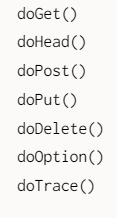 doGet()
doHead()
doPost()
doPut()
doDelete()
doOption()
doTrace()